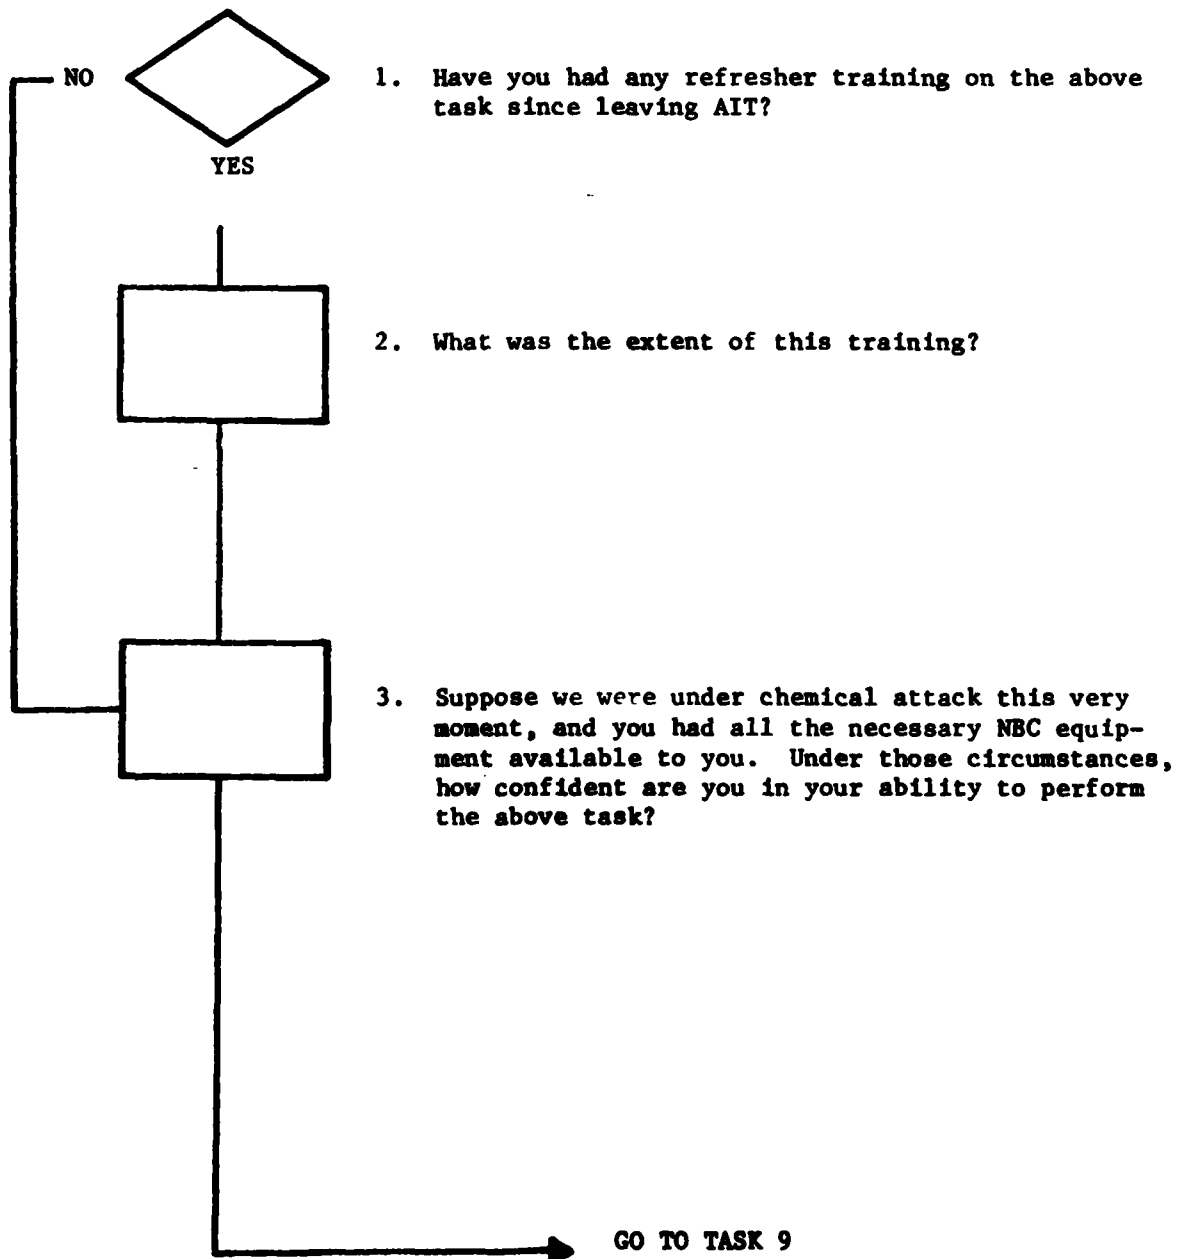 NO
1. Have you had any refresher training on the above
task since leaving AIT?
YES
2. What was the extent of this training?
3. Suppose we were under chemical attack this very
moment, and you had all the necessary NBC equip-
ment available to you. Under those circumstances,
how confident are you in your ability to perform
the above task?
GO TO TASK 9